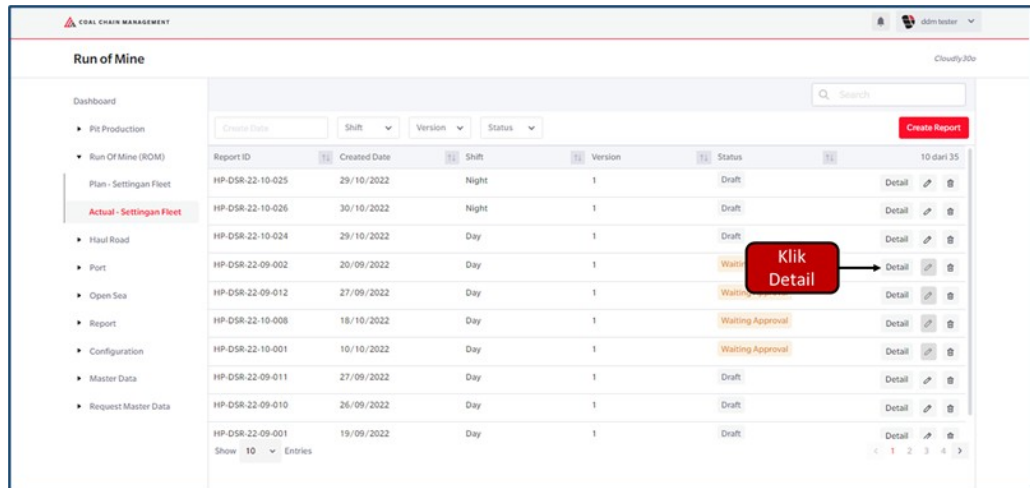 COAL CHAIN MANAGEMENT
ddm tester
Run of Mine
Cloudly30o
Dashboard
Pit Production
Run Of Mine (ROM)
Plan - Settingan Fleet
Actual - Settingan Fleet
Haul Road
Port
Open Sea
Report
Configuration
Master Data
Request Master Data
Search
Create Date
Shift
Version
Status
Create Report
Report ID Created Date Shift Version Status 10 dari 35
HP-DSR-22-10-025 29/10/2022 Night 1 Draft Detail
HP-DSR-22-10-026 30/10/2022 Night 1 Draft Detail
HP-DSR-22-10-024 29/10/2022 Day 1 Draft Detail
HP-DSR-22-09-002 20/09/2022 Day 1 Detail
HP-DSR-22-09-012 27/09/2022 Day 1 Detail
HP-DSR-22-10-008 18/10/2022 Day 1 Waiting Approval Detail
HP-DSR-22-10-001 10/10/2022 Day 1 Waiting Approval Detail
HP-DSR-22-09-011 27/09/2022 Day 1 Draft Detail
HP-DSR-22-09-010 26/09/2022 Day 1 Draft Detail
HP-DSR-22-09-001 19/09/2022 Day 1 Draft Detail
Klik
Detail
Show 10 Entries
< 1 2 3 4 >